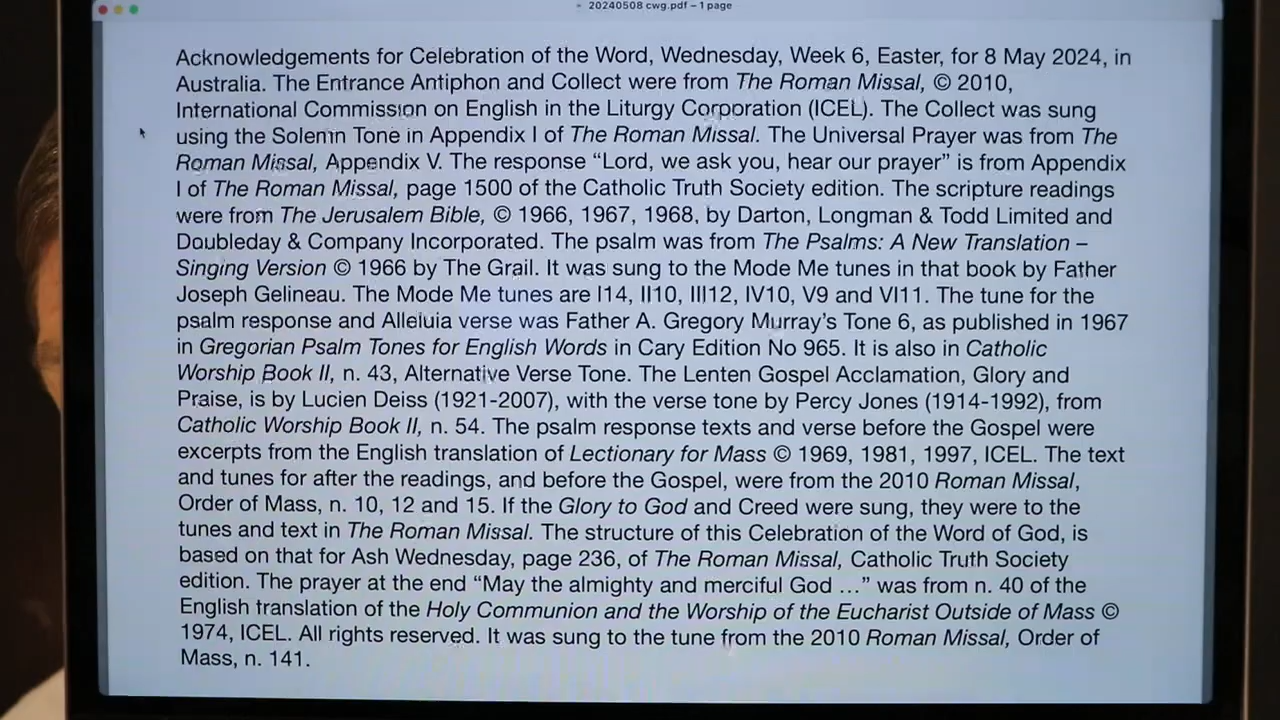 20240508 cwg.pdf – 1 page
Acknowledgements for Celebration of the Word, Wednesday, Week 6, Easter, for 8 May 2024, in
Australia. The Entrance Antiphon and Collect were from The Roman Missal, © 2010,
International Commission on English in the Liturgy Corporation (ICEL). The Collect was sung
using the Solemn Tone in Appendix I of The Roman Missal. The Universal Prayer was from The
Roman Missal, Appendix V. The response “Lord, we ask you, hear our prayer” is from Appendix
I of The Roman Missal, page 1500 of the Catholic Truth Society edition. The scripture readings
were from The Jerusalem Bible, © 1966, 1967, 1968, by Darton, Longman & Todd Limited and
Doubleday & Company Incorporated. The psalm was from The Psalms: A New Translation –
Singing Version © 1966 by The Grail. It was sung to the Mode Me tunes in that book by Father
Joseph Gelineau. The Mode Me tunes are I14, II10, III12, IV10, V9 and VI11. The tune for the
psalm response and Alleluia verse was Father A. Gregory Murray’s Tone 6, as published in 1967
in Gregorian Psalm Tones for English Words in Cary Edition No 965. It is also in Catholic
Worship Book II, n. 43, Alternative Verse Tone. The Lenten Gospel Acclamation, Glory and
Praise, is by Lucien Deiss (1921-2007), with the verse tone by Percy Jones (1914-1992), from
Catholic Worship Book II, n. 54. The psalm response texts and verse before the Gospel were
excerpts from the English translation of Lectionary for Mass © 1969, 1981, 1997, ICEL. The text
and tunes for after the readings, and before the Gospel, were from the 2010 Roman Missal,
Order of Mass, n. 10, 12 and 15. If the Glory to God and Creed were sung, they were to the
tunes and text in The Roman Missal. The structure of this Celebration of the Word of God, is
based on that for Ash Wednesday, page 236, of The Roman Missal, Catholic Truth Society
edition. The prayer at the end “May the almighty and merciful God …” was from n. 40 of the
English translation of the Holy Communion and the Worship of the Eucharist Outside of Mass ©
1974, ICEL. All rights reserved. It was sung to the tune from the 2010 Roman Missal, Order of
Mass, n. 141.